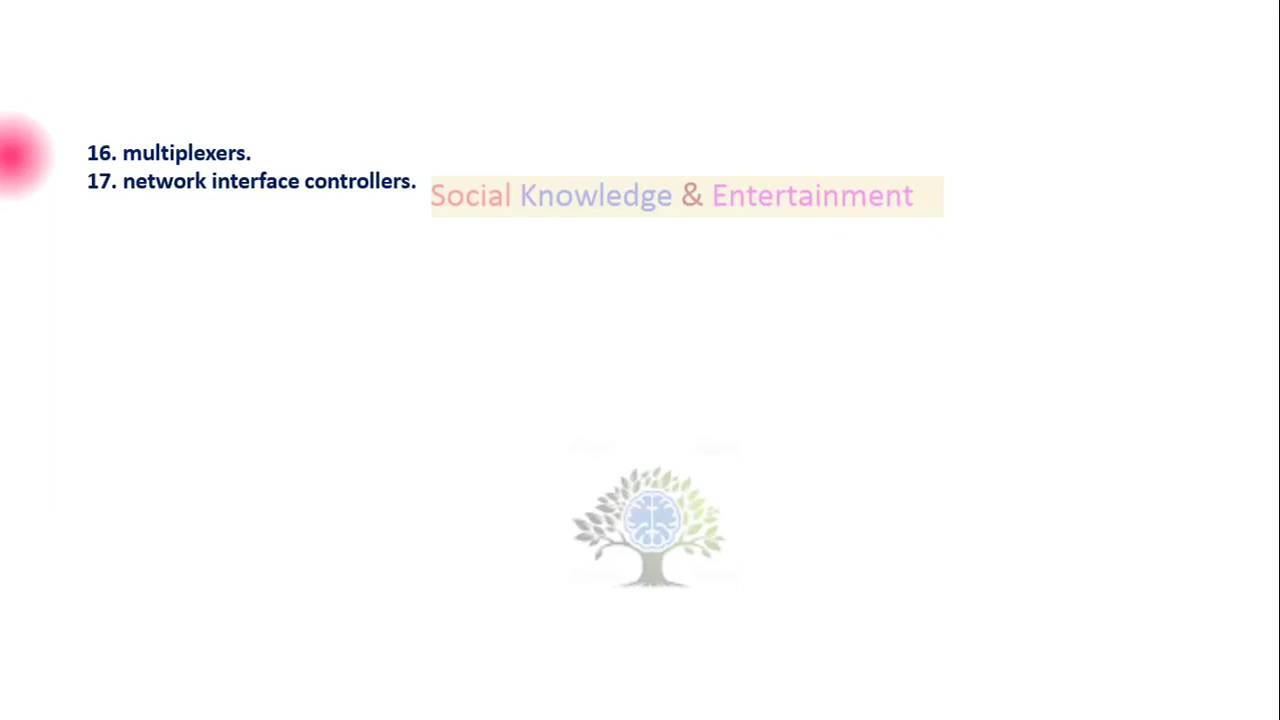 16. multiplexers.
17. network interface controllers.
Social Knowledge & Entertainment